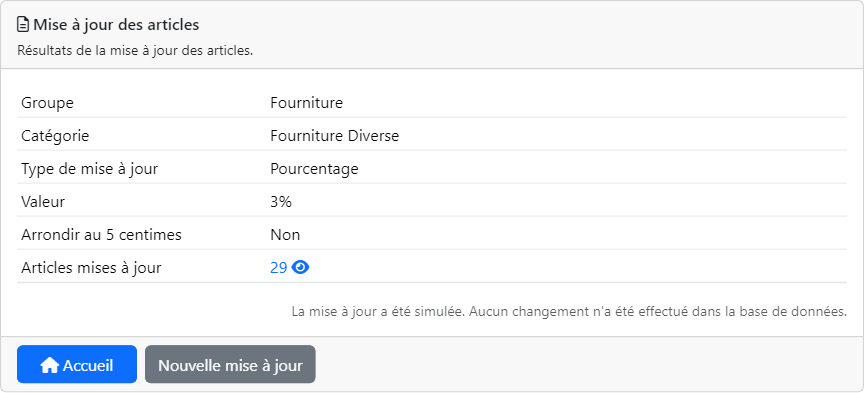 Mise à jour des articles
Résultats de la mise à jour des articles.
Groupe Fourniture
Catégorie Fourniture Diverse
Type de mise à jour Pourcentage
Valeur 3%
Arrondir au 5 centimes Non
Articles mises à jour 29
La mise à jour a été simulée. Aucun changement n'a été effectué dans la base de données.
Accueil Nouvelle mise à jour